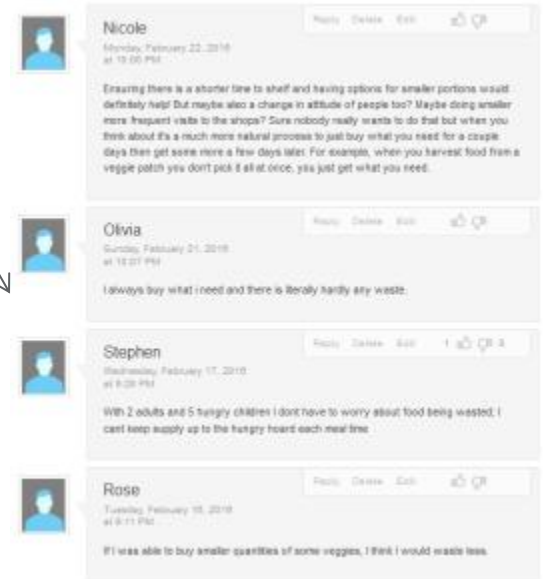 Nicole
Reply Delete Edit
Monday, February 22, 2016
at 10:00 PM
Ensuring there is a shorter time to shelf and having options for smaller portions would
definitely help! But maybe also a change in attitude of people too? Maybe doing smaller
more frequent visits to the shops? Sure nobody really wants to do that but when you
think about it's a much more natural process to just buy what you need for a couple
days then get some more a few days later. For example, when you harvest food from a
veggie patch you don't pick it all at once, you just get what you need.
Olivia
Reply Delete Edit
Sunday, February 21, 2016
at 10:07 PM
I always buy what i need and there is literally hardly any waste.
Stephen
Reply Delete Edit 1
Wednesday, February 17, 2016
PM
With 2 adults and 5 hungry children I dont have to worry about food being wasted, I
cant keep supply up to the hungry hoard each meal time
Rose
Reply Delete Edit
Tuesday, February 16, 2016
PM
If I was able to buy smaller quantities of some veggies, I think I would waste less.